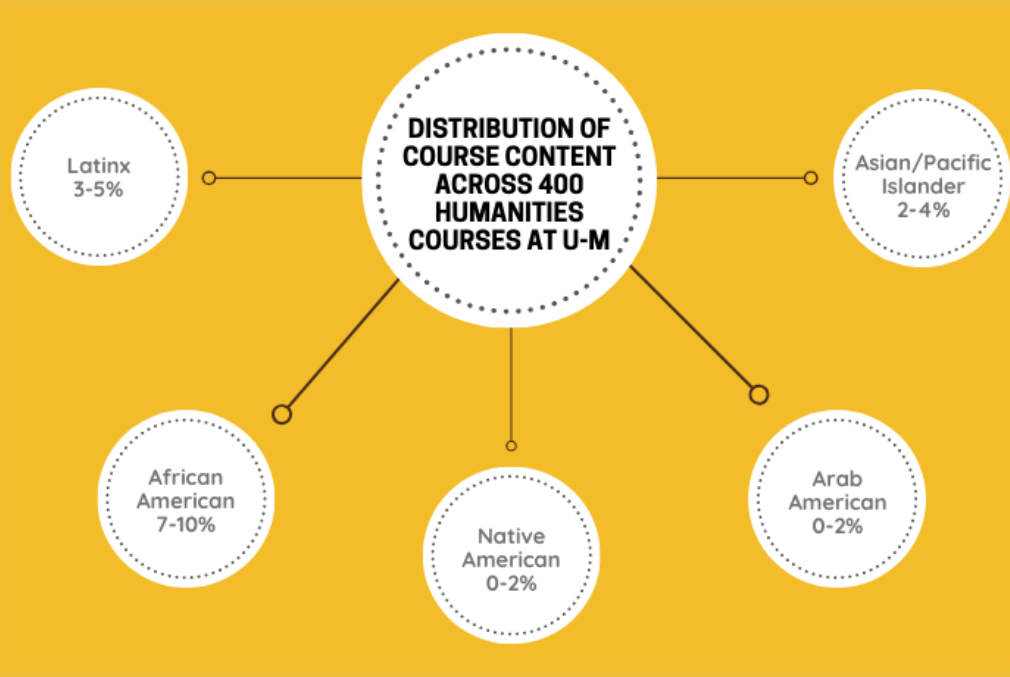 DISTRIBUTION OF
COURSE CONTENT
ACROSS 400
HUMANITIES
COURSES AT U-M
Latinx
3-5%
Asian/Pacific
Islander
2-4%
African
American
7-10%
Native
American
0-2%
Arab
American
0-2%